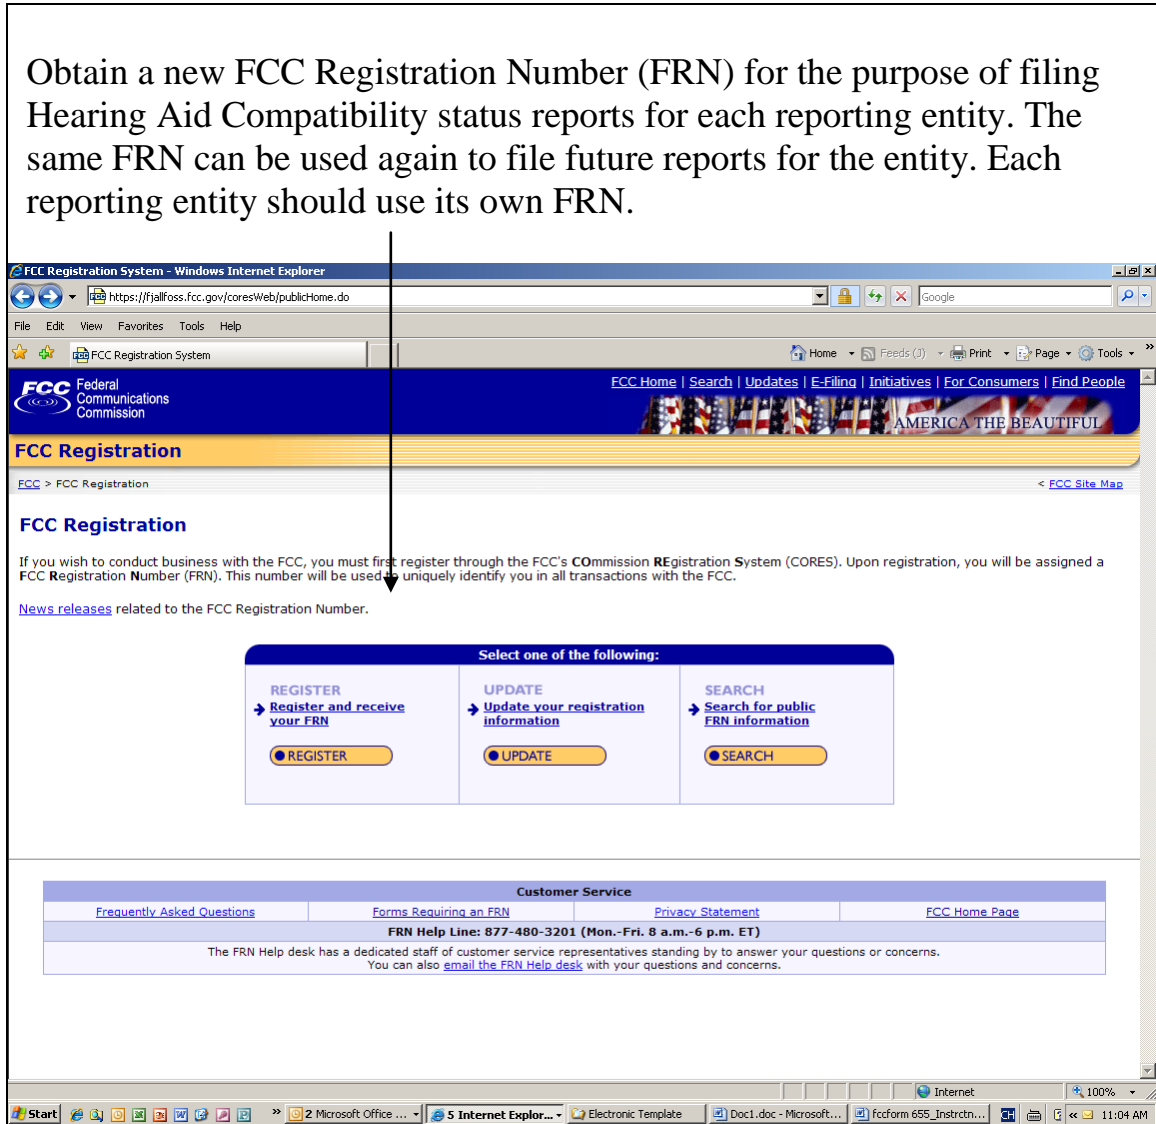 Obtain a new FCC Registration Number (FRN) for the purpose of filing
Hearing Aid Compatibility status reports for each reporting entity. The
same FRN can be used again to file future reports for the entity. Each
reporting entity should use its own FRN.
FCC Registration System - Windows Internet Explorer
https://fjallfoss.fcc.gov/coresWeb/publicHome.do
Google
File Edit View Favorites Tools Help
FCC Registration System
Home Feeds (J) Print Page Tools »
FCC Federal
Communications
Commission
FCC Home | Search | Updates | E-Filing | Initiatives | For Consumers | Find People
AMERICA THE BEAUTIFUL
FCC Registration
FCC > FCC Registration
< FCC Site Map
FCC Registration
If you wish to conduct business with the FCC, you must first register through the FCC's COmmission REgistration System (CORES). Upon registration, you will be assigned a
FCC Registration Number (FRN). This number will be used to uniquely identify you in all transactions with the FCC.
News releases related to the FCC Registration Number.
Select one of the following:
REGISTER
Register and receive
your FRN
REGISTER
UPDATE
Update your registration
information
UPDATE
SEARCH
Search for public
FRN information
SEARCH
Customer Service
Frequently Asked Questions Forms Requiring an FRN Privacy Statement FCC Home Page
FRN Help Line: 877-480-3201 (Mon.-Fri. 8 a.m.-6 p.m. ET)
The FRN Help desk has a dedicated staff of customer service representatives standing by to answer your questions or concerns.
You can also email the FRN Help desk with your questions and concerns.
Internet 100%
Start » 2 Microsoft Office ... 5 Internet Explor... Electronic Template Doc1.doc - Microsoft... fccform 655_Instrctn... CH « 11:04 AM